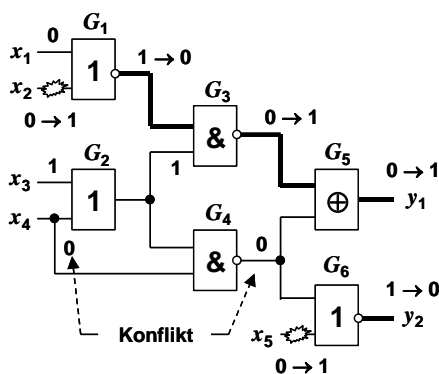 G1
0
1 → 0
x1
1
x2
G3
0 → 1
0 → 1
&
1
G2
1
G5
0 → 1
x3
1
⊕
y1
x4
G4
0
0
&
G6
1 → 0
Konflikt
x5
1
y2
0 → 1